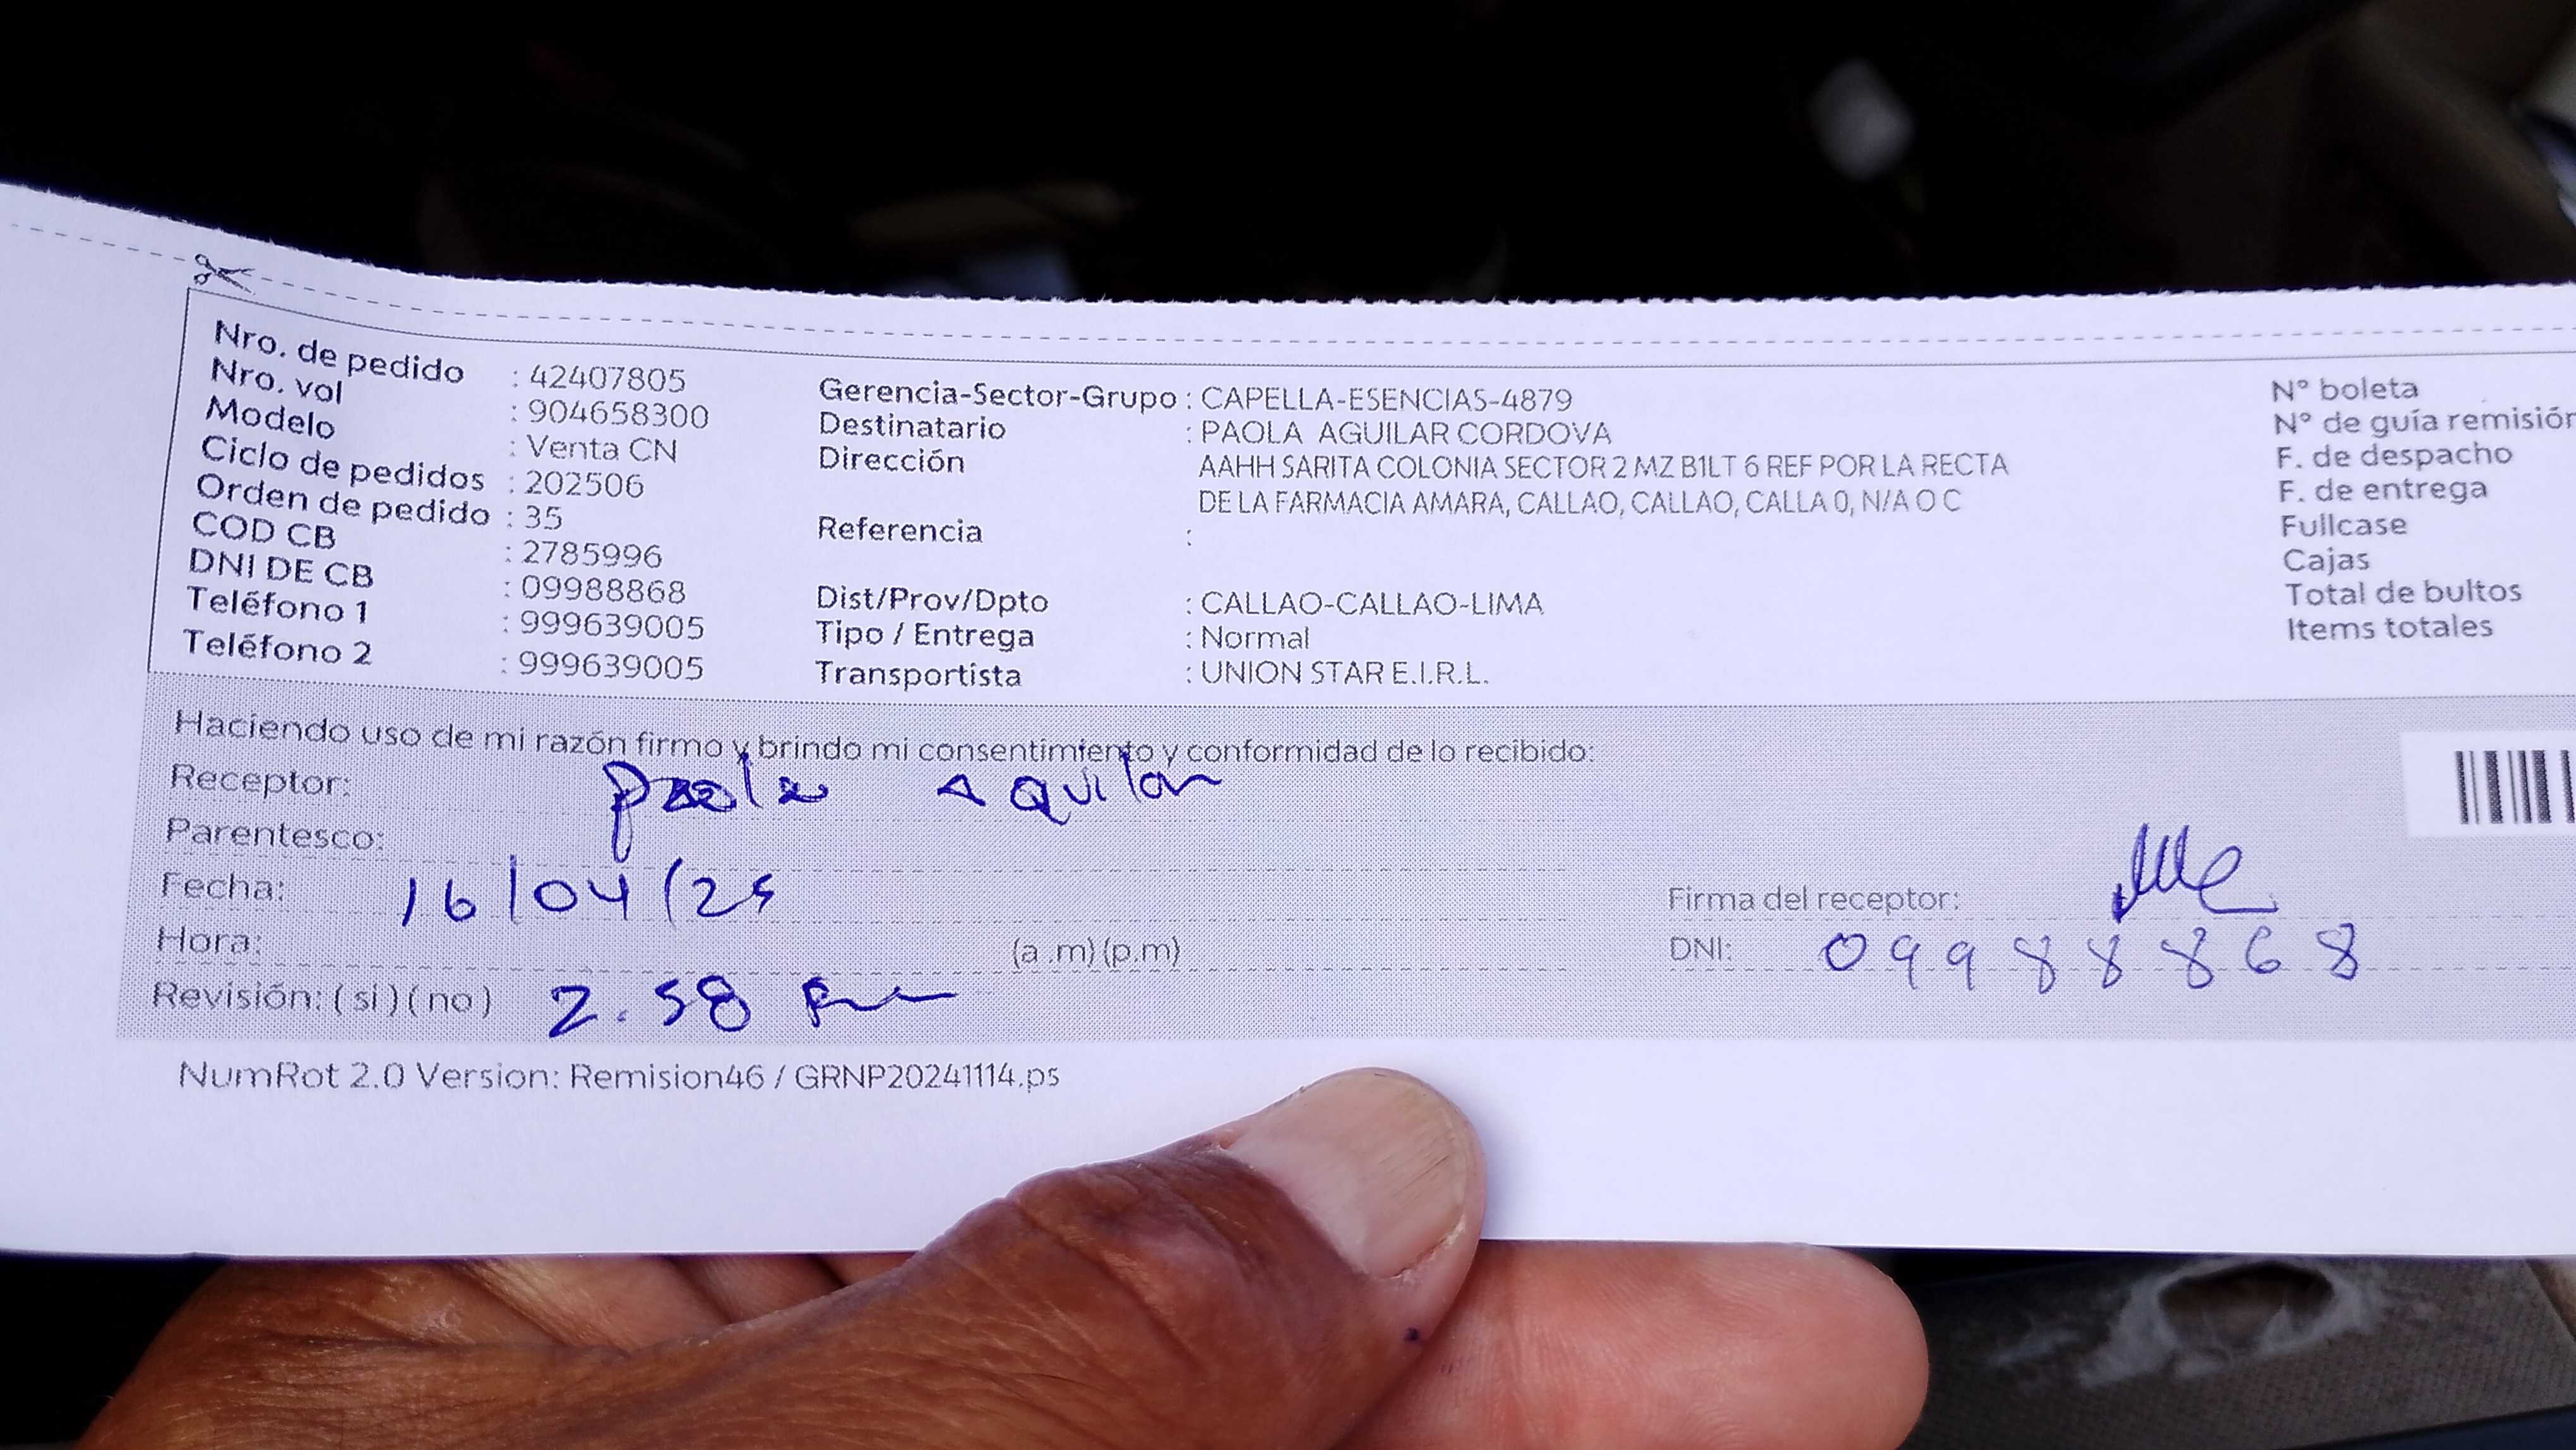 Nro. de pedido : 42407805
Nro. vol : 904658300
Modelo : Venta CN
Ciclo de pedidos : 202506
Orden de pedido : 35
COD CB : 2785996
DNI DE CB : 09988868
Teléfono 1 : 999639005
Teléfono 2 : 999639005
Gerencia-Sector-Grupo : CAPELLA-ESENCIAS-4879
Destinatario : PAOLA AGUILAR CORDOVA
Dirección AAHH SARITA COLONIA SECTOR 2 MZ B1LT 6 REF POR LA RECTA
DE LA FARMACIA AMARA, CALLAO, CALLAO, CALLA 0, N/A O C
Referencia :
Dist/Prov/Dpto : CALLAO-CALLAO-LIMA
Tipo / Entrega : Normal
Transportista : UNION STAR E.I.R.L.
N° boleta
N° de guía remisión
F. de despacho
F. de entrega
Fullcase
Cajas
Total de bultos
Items totales
Haciendo uso de mi razón firmo y brindo mi consentimiento y conformidad de lo recibido:
Receptor: Paola Aguilar
Parentesco:
Fecha: 16/04/25
Hora: (a .m) (p.m)
Revisión: ( si ) ( no ) 2.58 pm
Firma del receptor:
DNI: 09988868
NumRot 2.0 Version: Remision46 / GRNP20241114.ps